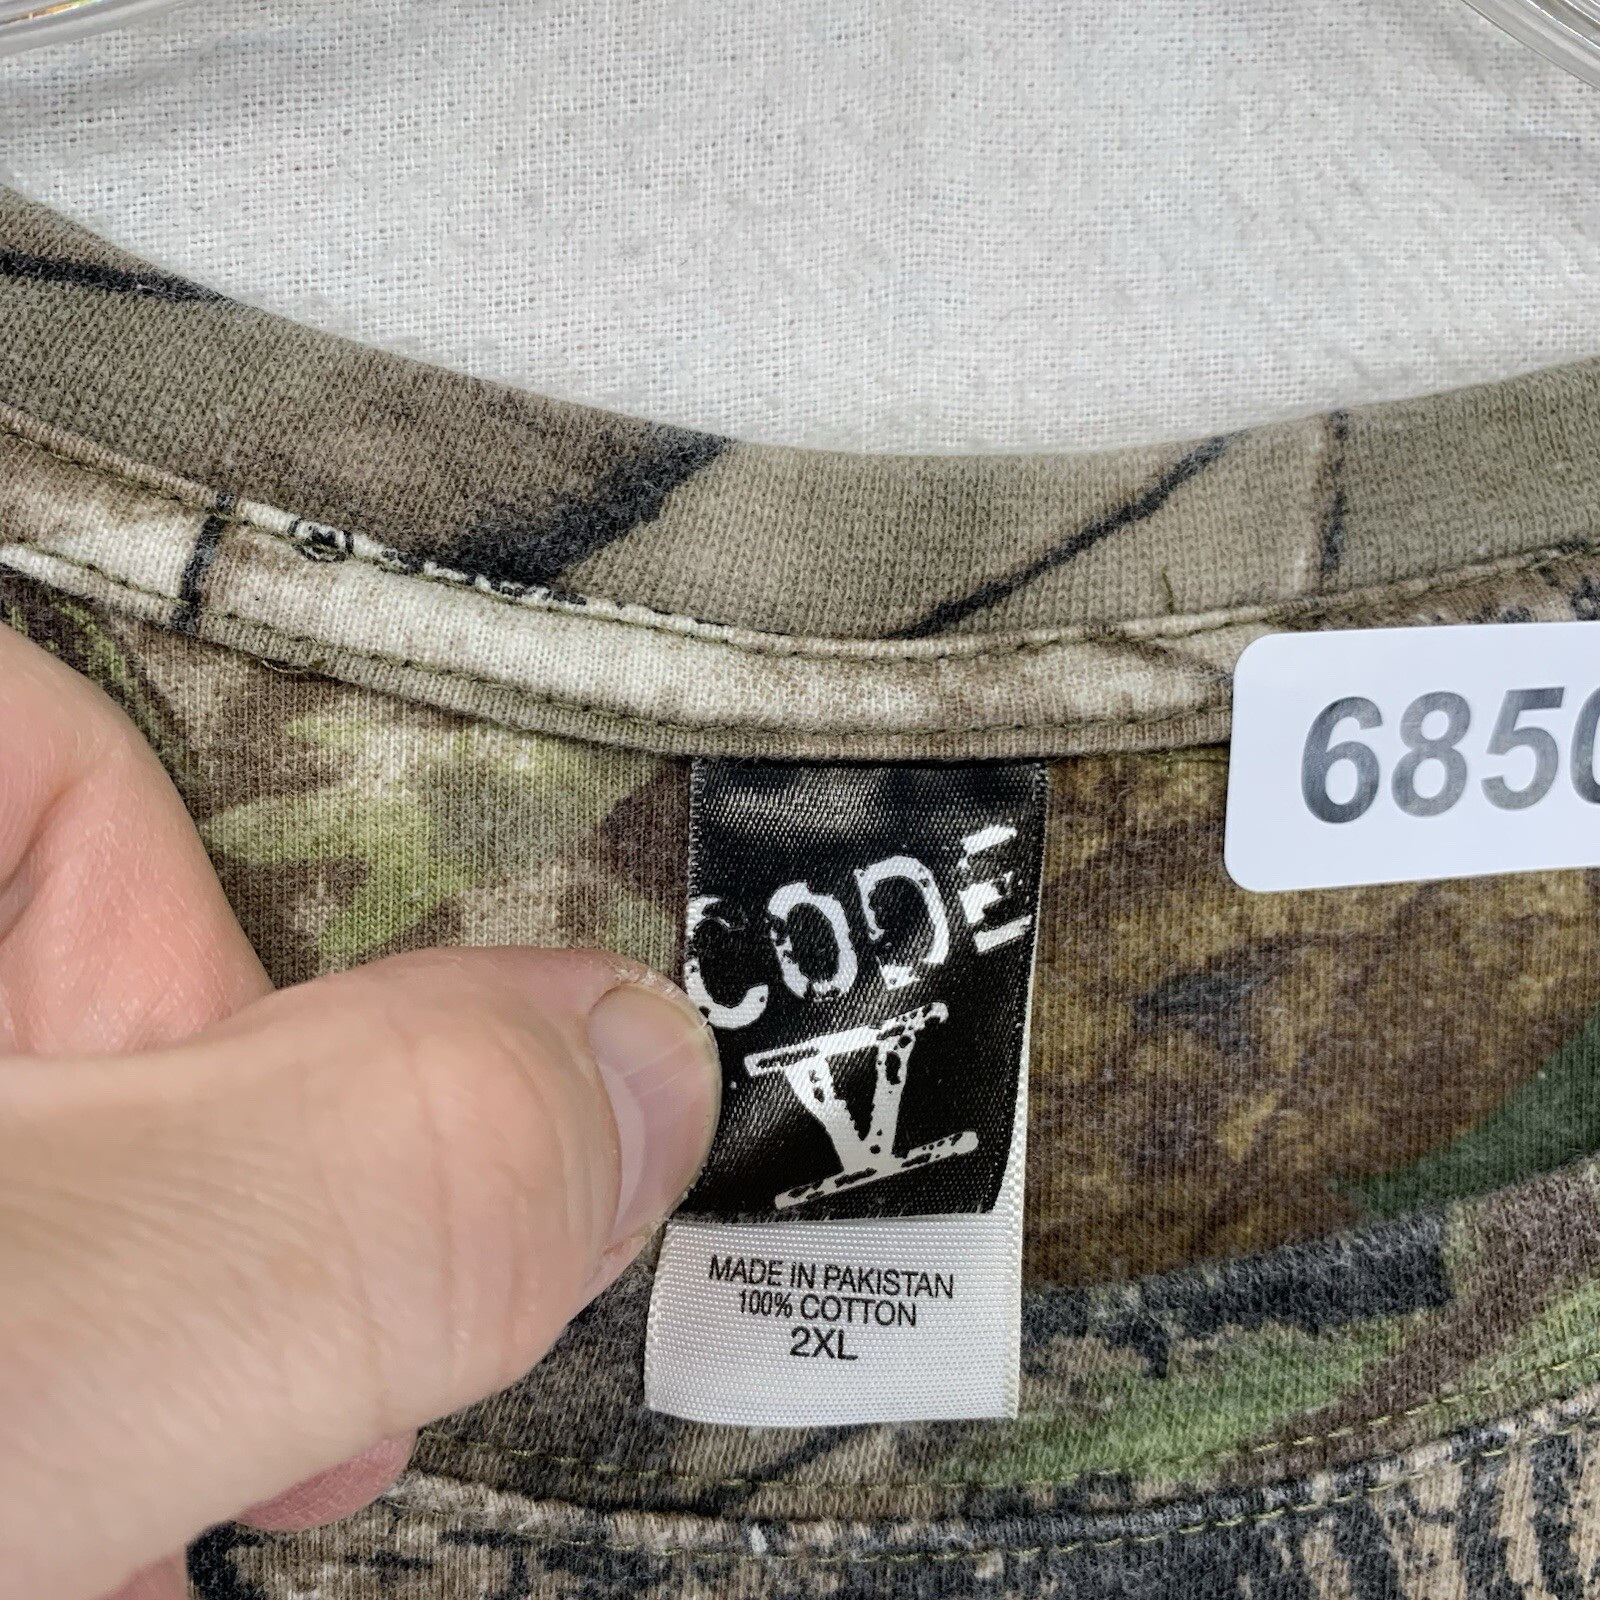 6850
CODE
V
MADE IN PAKISTAN
100% COTTON
2XL